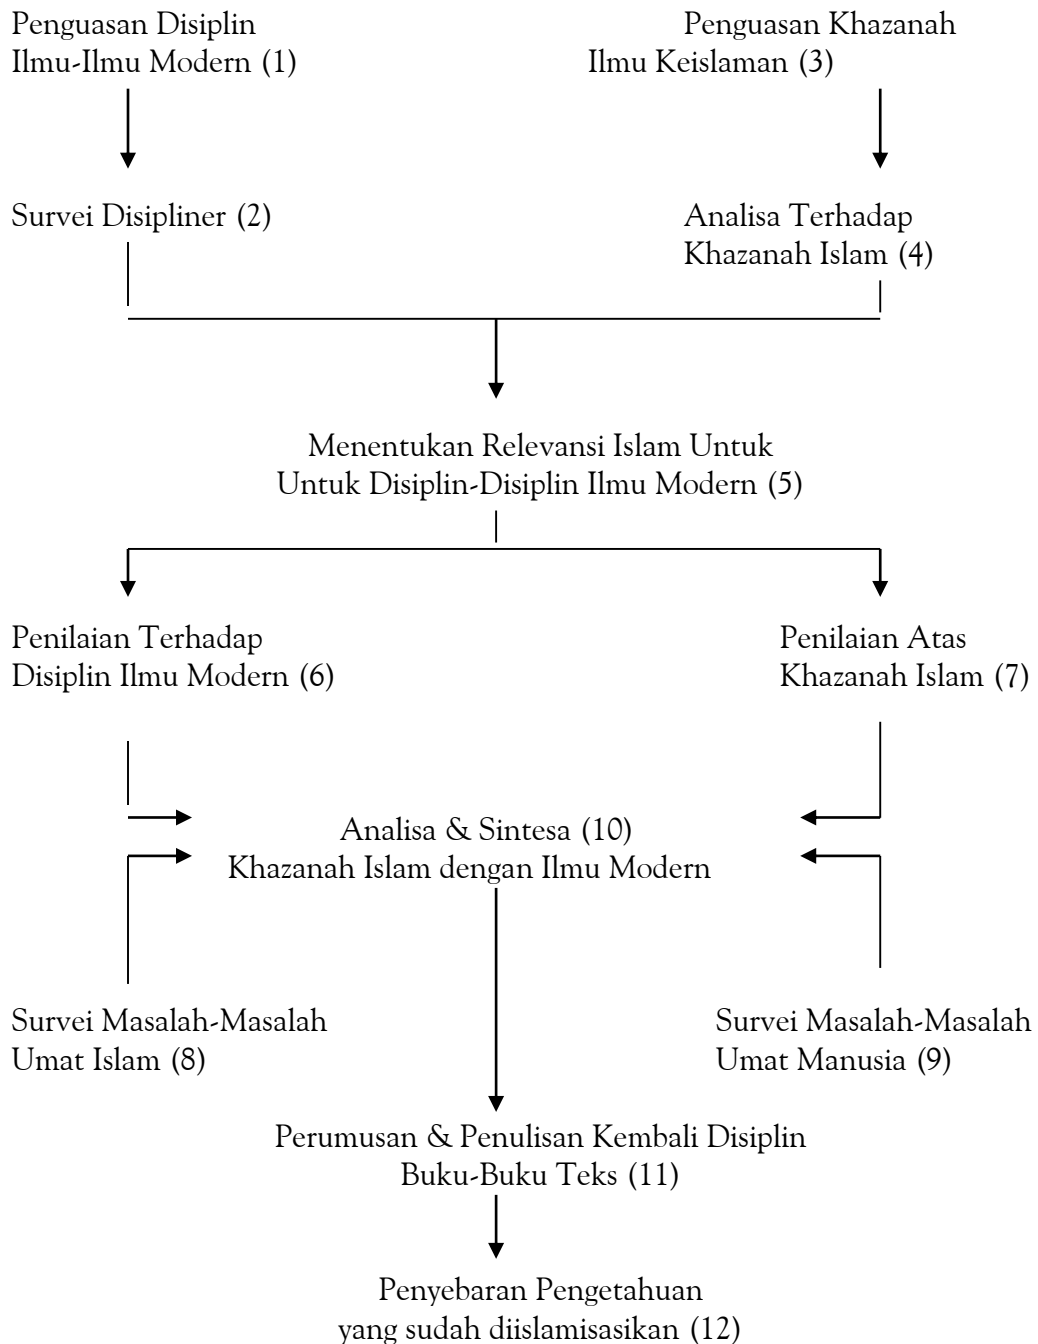 Penguasan Disiplin
Ilmu-Ilmu Modern (1)
Penguasan Khazanah
Ilmu Keislaman (3)
Survei Disipliner (2)
Analisa Terhadap
Khazanah Islam (4)
Menentukan Relevansi Islam Untuk
Untuk Disiplin-Disiplin Ilmu Modern (5)
Penilaian Terhadap
Disiplin Ilmu Modern (6)
Penilaian Atas
Khazanah Islam (7)
Analisa & Sintesa (10)
Khazanah Islam dengan Ilmu Modern
Survei Masalah-Masalah
Umat Islam (8)
Survei Masalah-Masalah
Umat Manusia (9)
Perumusan & Penulisan Kembali Disiplin
Buku-Buku Teks (11)
Penyebaran Pengetahuan
yang sudah diislamisasikan (12)